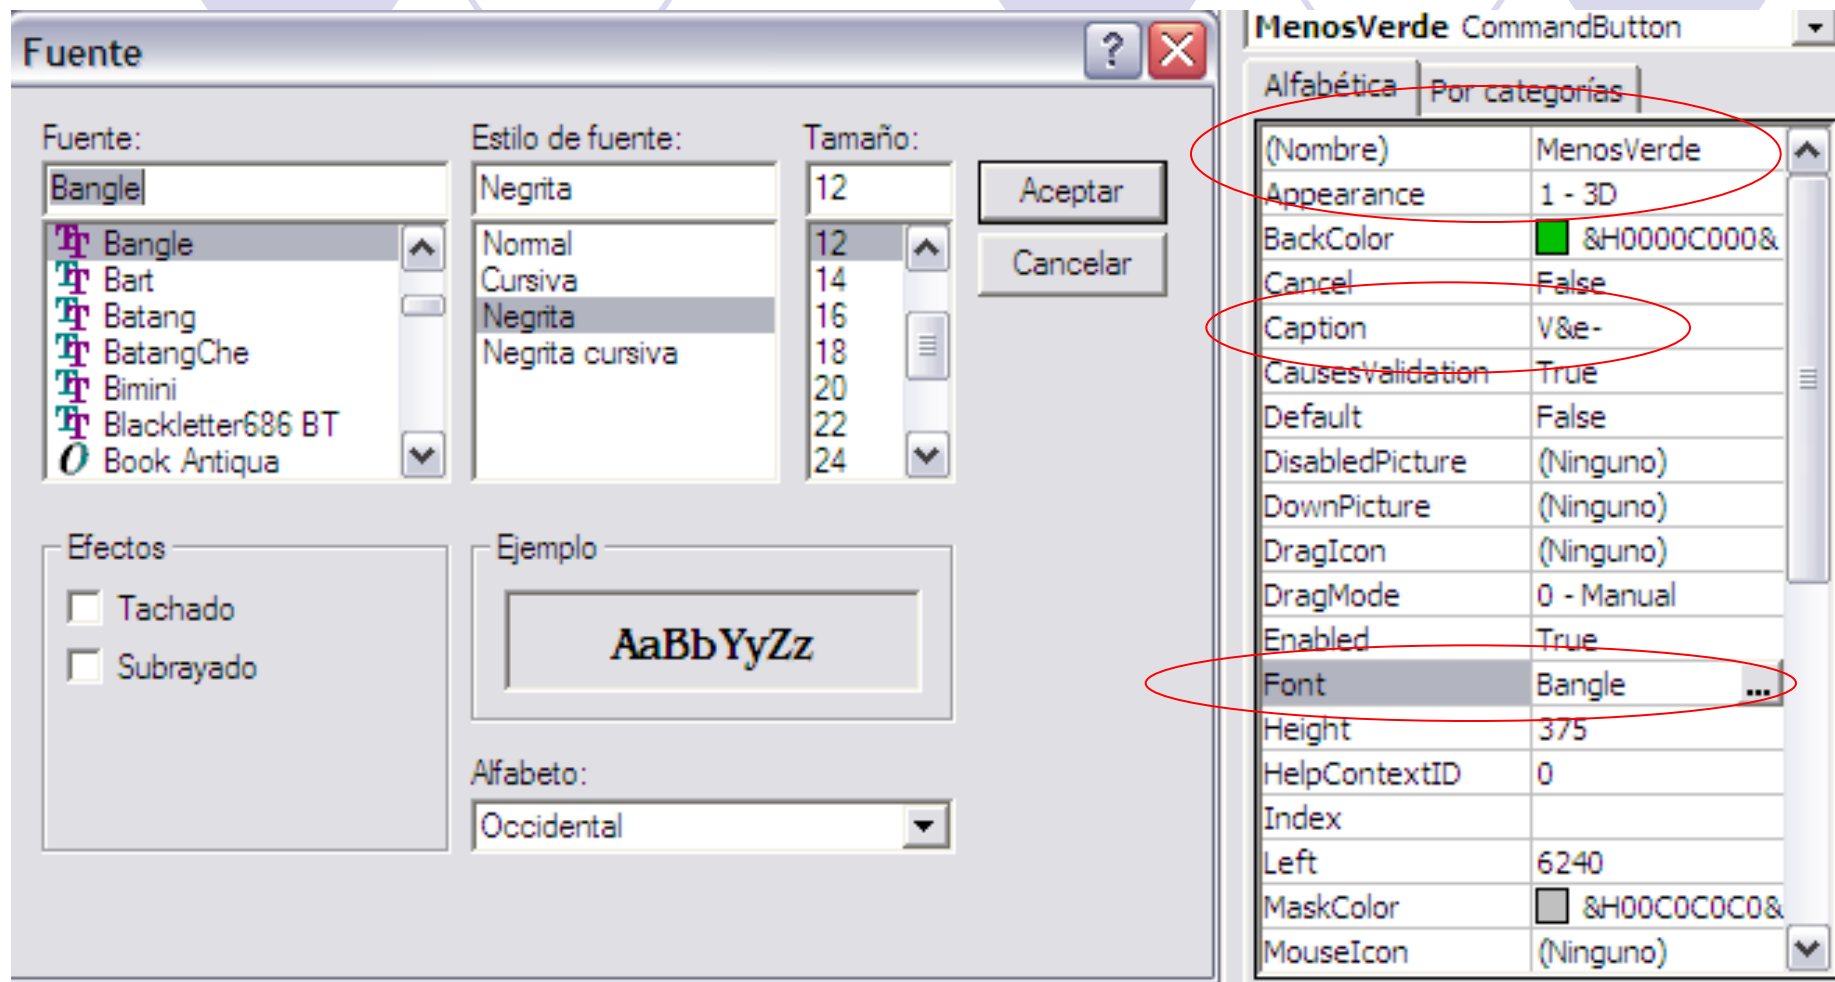 Fuente
Fuente:
Bangle
Bangle
Bart
Batang
BatangChe
Bimini
Blackletter686 BT
Book Antiqua
Estilo de fuente:
Negrita
Normal
Cursiva
Negrita
Negrita cursiva
Tamaño:
12
12
14
16
18
20
22
24
Aceptar
Cancelar
Efectos
Tachado
Subrayado
Ejemplo
AaBbYyZz
Alfabeto:
Occidental
MenosVerde CommandButton
Alfabética Por categorías
(Nombre) MenosVerde
Appearance 1 - 3D
BackColor &H0000C000&
Cancel False
Caption V&e-
CausesValidation True
Default False
DisabledPicture (Ninguno)
DownPicture (Ninguno)
DragIcon (Ninguno)
DragMode 0 - Manual
Enabled True
Font Bangle ...
Height 375
HelpContextID 0
Index
Left 6240
MaskColor &H00C0C0C0&
MouseIcon (Ninguno)